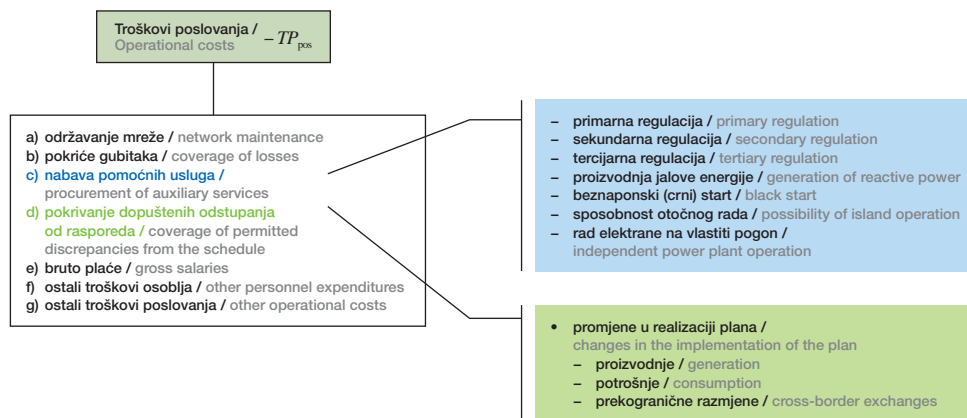 Troškovi poslovanja /
Operational costs – TPpos
a) održavanje mreže / network maintenance
b) pokriće gubitaka / coverage of losses
c) nabava pomoćnih usluga /
procurement of auxiliary services
d) pokrivanje dopuštenih odstupanja
od rasporeda / coverage of permitted
discrepancies from the schedule
e) bruto plaće / gross salaries
f) ostali troškovi osoblja / other personnel expenditures
g) ostali troškovi poslovanja / other operational costs
– primarna regulacija / primary regulation
– sekundarna regulacija / secondary regulation
– tercijarna regulacija / tertiary regulation
– proizvodnja jalove energije / generation of reactive power
– beznaponski (crni) start / black start
– sposobnost otočnog rada / possibility of island operation
– rad elektrane na vlastiti pogon /
independent power plant operation
• promjene u realizaciji plana /
changes in the implementation of the plan
– proizvodnje / generation
– potrošnje / consumption
– prekogranične razmjene / cross-border exchanges